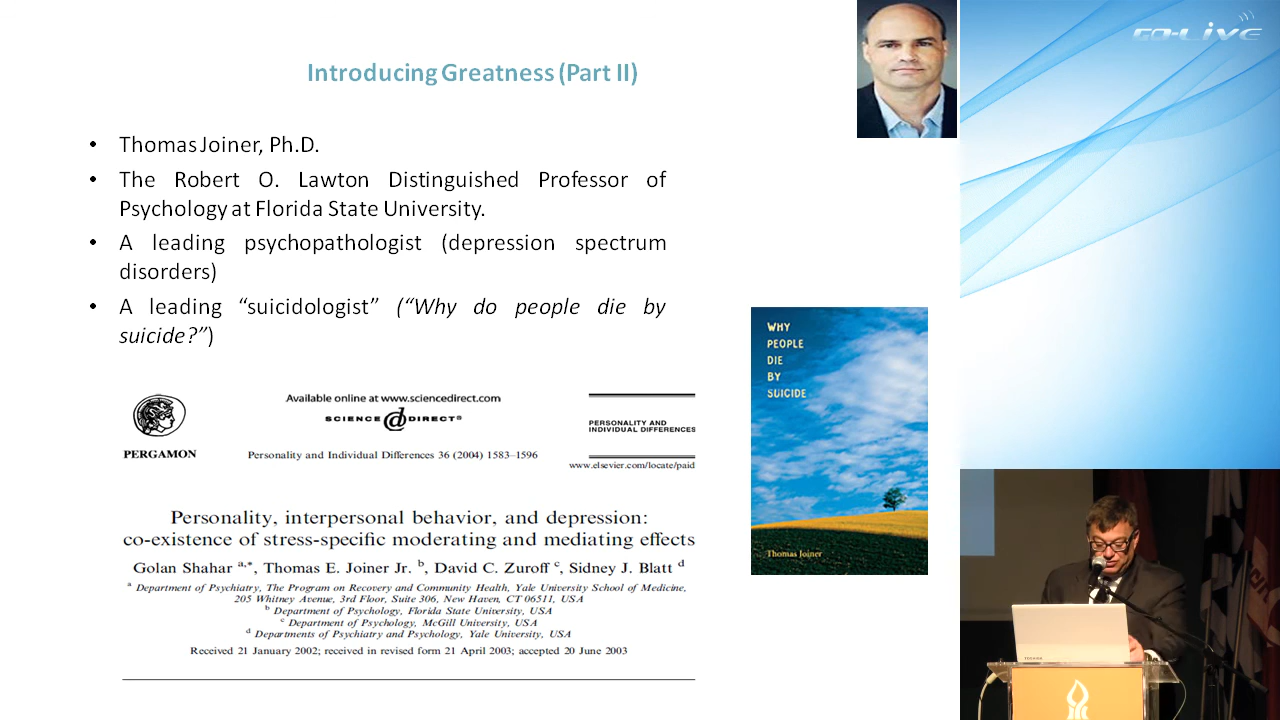 GO-LIVE
Introducing Greatness (Part II)
• Thomas Joiner, Ph.D.
• The Robert O. Lawton Distinguished Professor of
Psychology at Florida State University.
• A leading psychopathologist (depression spectrum
disorders)
• A leading “suicidologist” (“Why do people die by
suicide?”)
WHY
PEOPLE
DIE
BY
SUICIDE
Thomas Joiner
PERGAMON
Available online at www.sciencedirect.com
SCIENCE DIRECT®
Personality and Individual Differences 36 (2004) 1583–1596
PERSONALITY AND
INDIVIDUAL DIFFERENCES
www.elsevier.com/locate/paid
Personality, interpersonal behavior, and depression:
co-existence of stress-specific moderating and mediating effects
Golan Shahar a,*, Thomas E. Joiner Jr. b, David C. Zuroff c, Sidney J. Blatt d
a Department of Psychiatry, The Program on Recovery and Community Health, Yale University School of Medicine,
205 Whitney Avenue, 3rd Floor, Suite 306, New Haven, CT 06511, USA
b Department of Psychology, Florida State University, USA
c Department of Psychology, McGill University, USA
d Departments of Psychiatry and Psychology, Yale University, USA
Received 21 January 2002; received in revised form 21 April 2003; accepted 20 June 2003
TOSHIBA